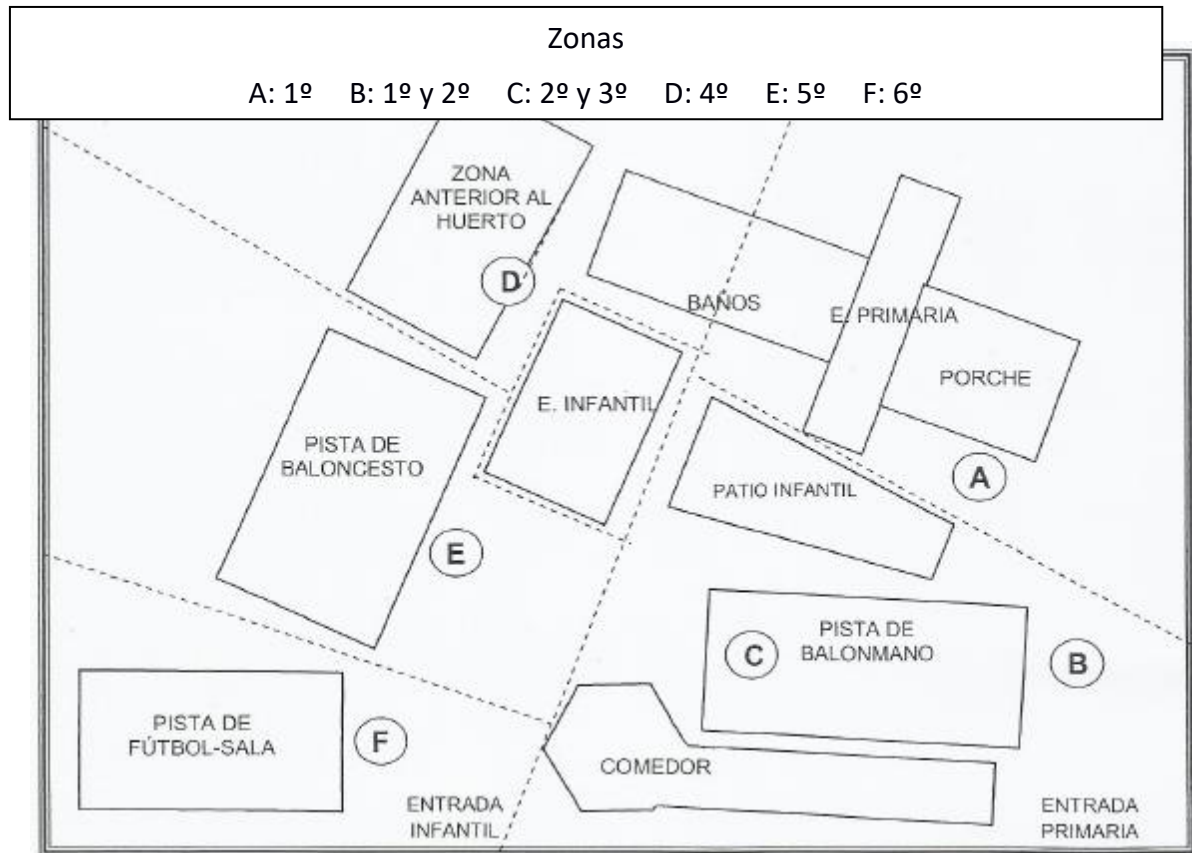 Zonas
A: 1º B: 1º y 2º C: 2º y 3º D: 4º E: 5º F: 6º
ZONA
ANTERIOR AL
HUERTO
D
BAÑOS
E. PRIMARIA
PORCHE
E. INFANTIL
PISTA DE
BALONCESTO
PATIO INFANTIL
A
E
PISTA DE
BALONMANO
C
B
PISTA DE
FÚTBOL-SALA
F
COMEDOR
ENTRADA
INFANTIL
ENTRADA
PRIMARIA